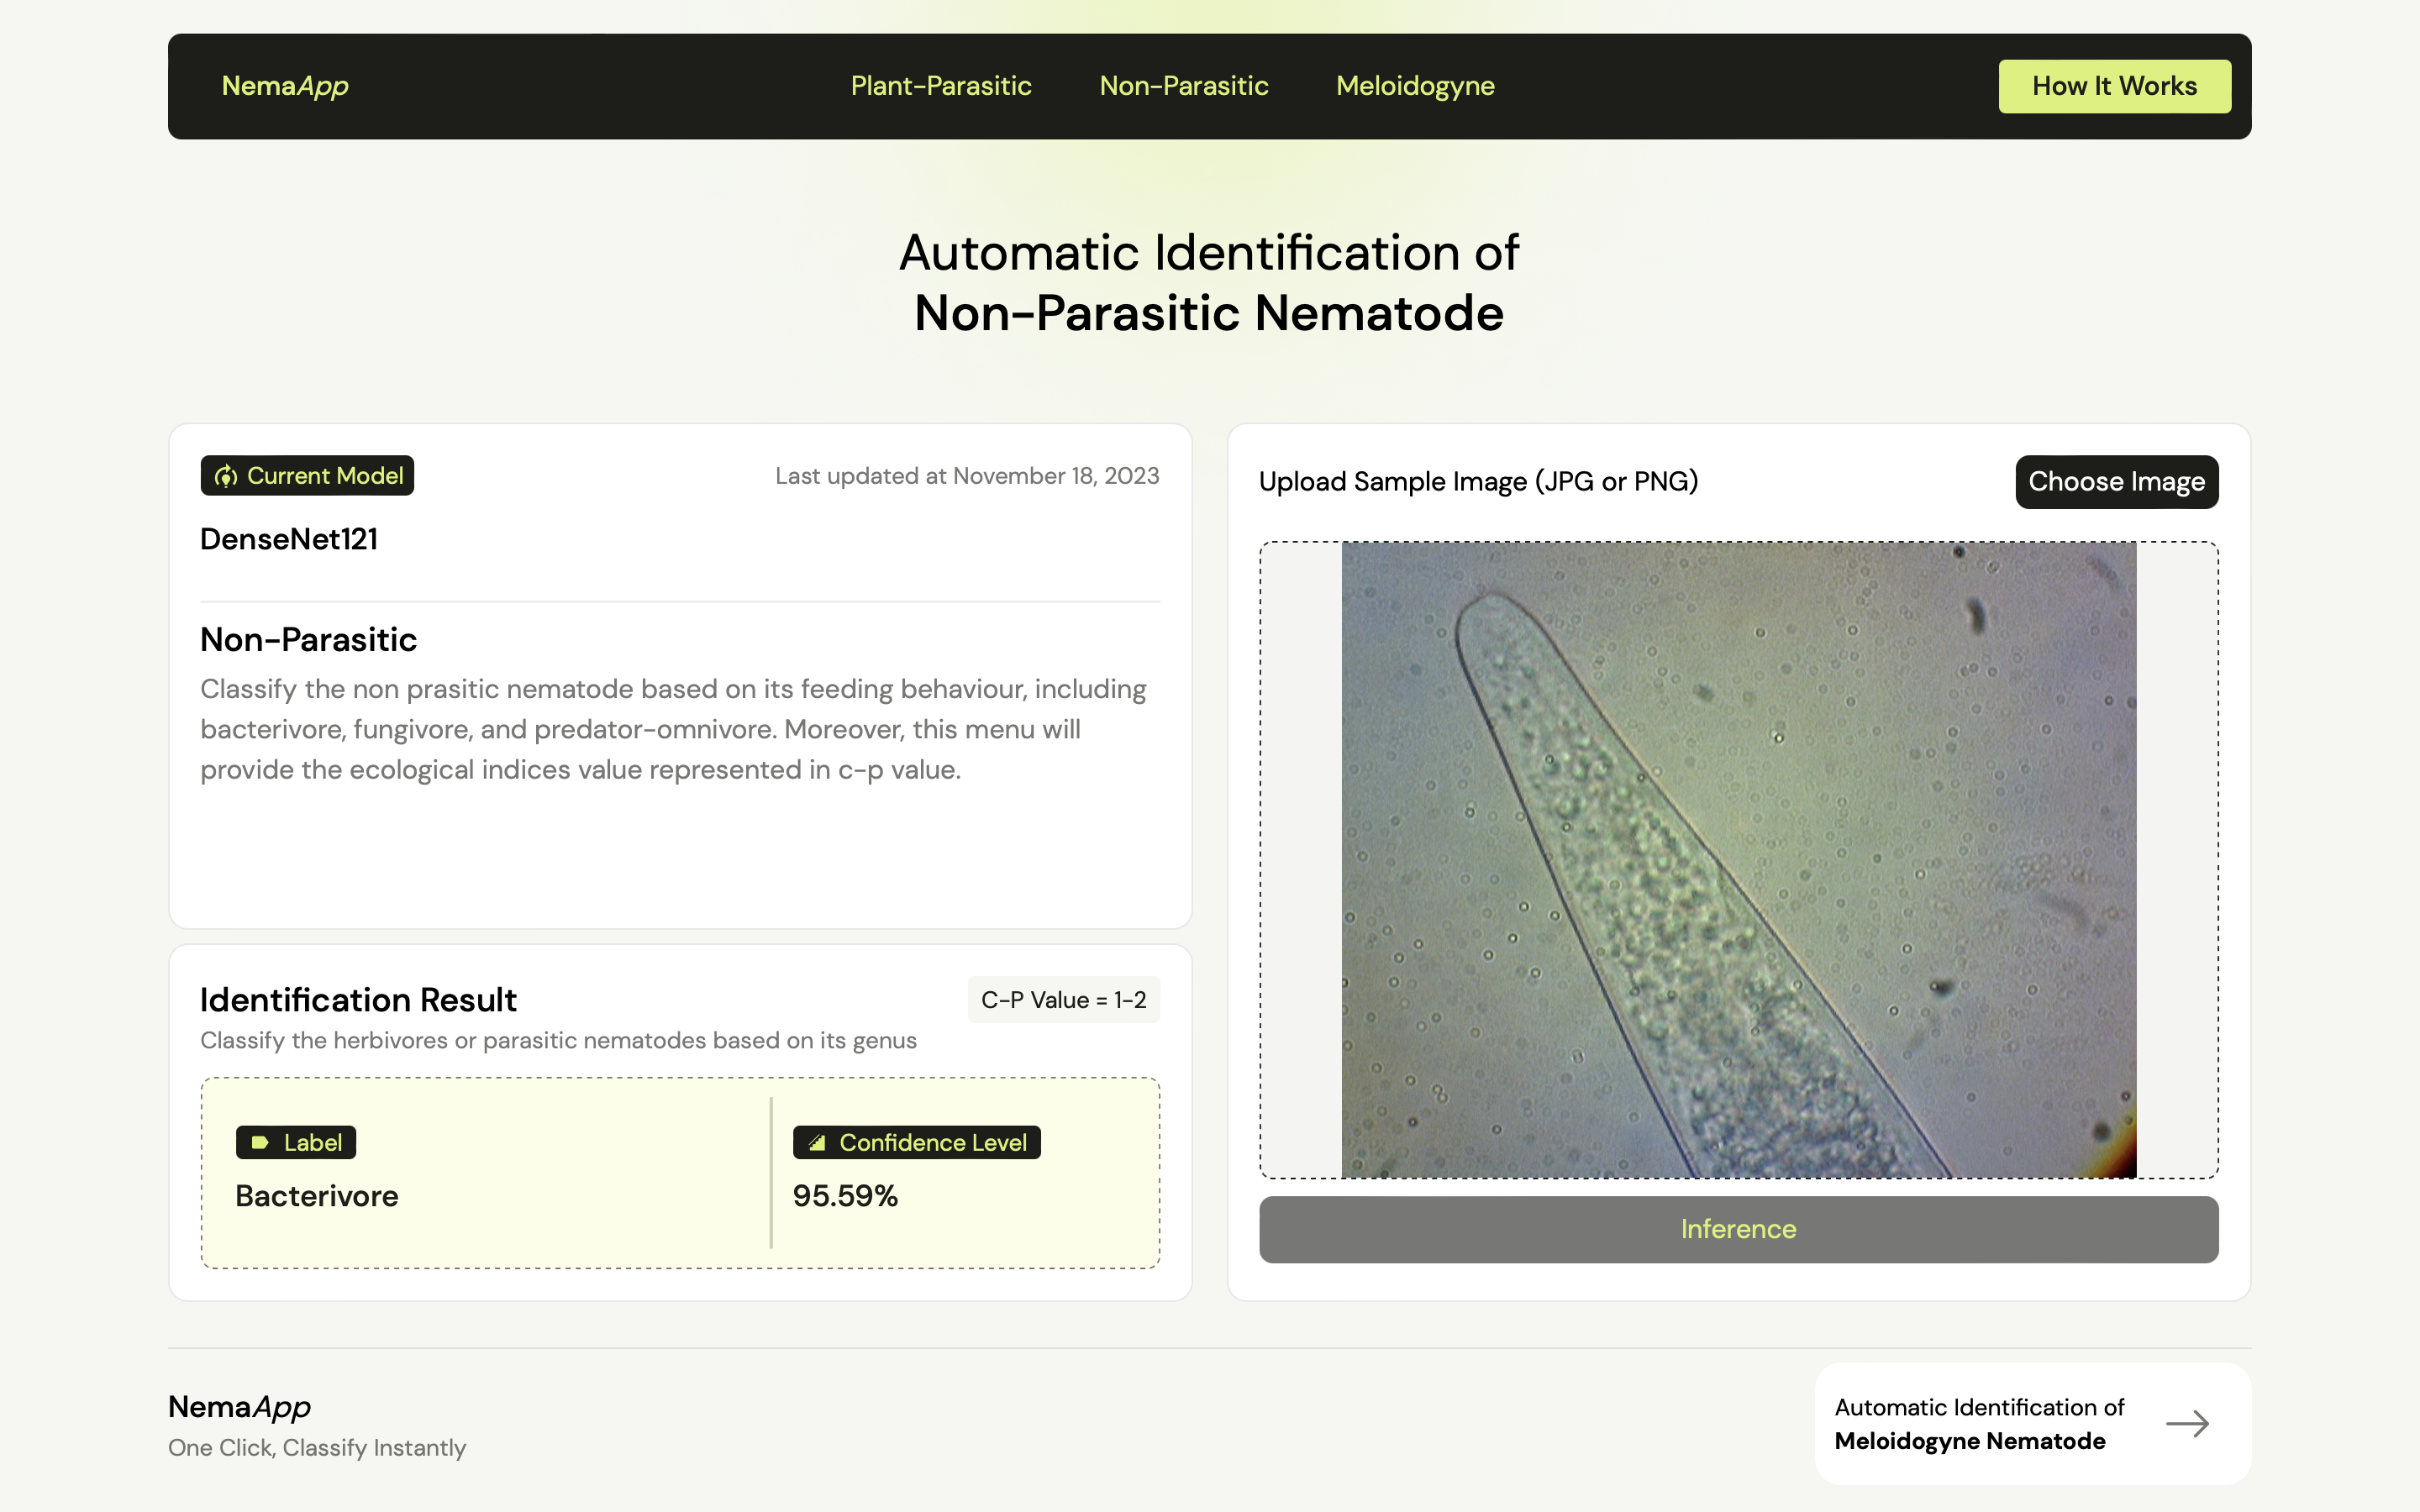 NemaApp
Plant-Parasitic
Non-Parasitic
Meloidogyne
How It Works
Automatic Identification of
Non-Parasitic Nematode
Current Model
Last updated at November 18, 2023
DenseNet121
Non-Parasitic
Classify the non prasitic nematode based on its feeding behaviour, including
bacterivore, fungivore, and predator-omnivore. Moreover, this menu will
provide the ecological indices value represented in c-p value.
Identification Result
C-P Value = 1-2
Classify the herbivores or parasitic nematodes based on its genus
Label
Bacterivore
Confidence Level
95.59%
Upload Sample Image (JPG or PNG)
Choose Image
Inference
NemaApp
One Click, Classify Instantly
Automatic Identification of
Meloidogyne Nematode